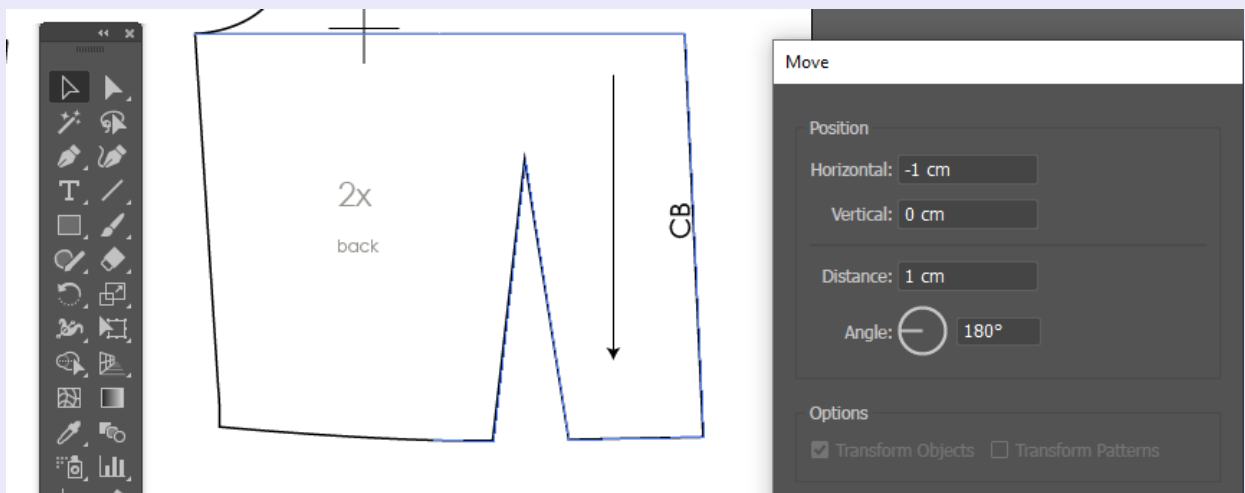 2x
back
CB
Move
Position
Horizontal: -1 cm
Vertical: 0 cm
Distance: 1 cm
Angle: 180°
Options
Transform Objects Transform Patterns